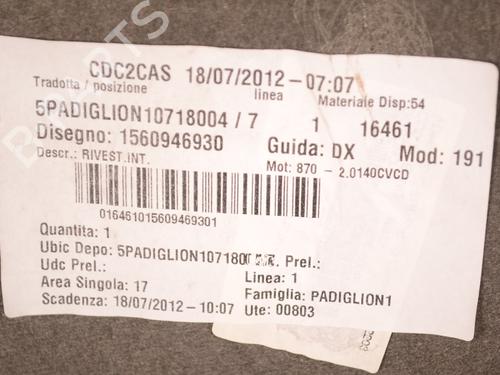 CDC2CAS 18/07/2012-07:07
Tradotta / posizione linea Materiale Disp:54
5PADIGLION10718004 / 7 1 16461
Disegno: 1560946930 Guida: DX Mod: 191
Descr.: RIVEST.INT. Mot: 870 - 2.0140CVCD
016461015609469301
Quantita: 1
Ubic Depo: 5PADIGLION1071800 Prel.:
Udc Prel.: Linea: 1
Area Singola: 17 Famiglia: PADIGLION1
Scadenza: 18/07/2012-10:07 Ute: 00803